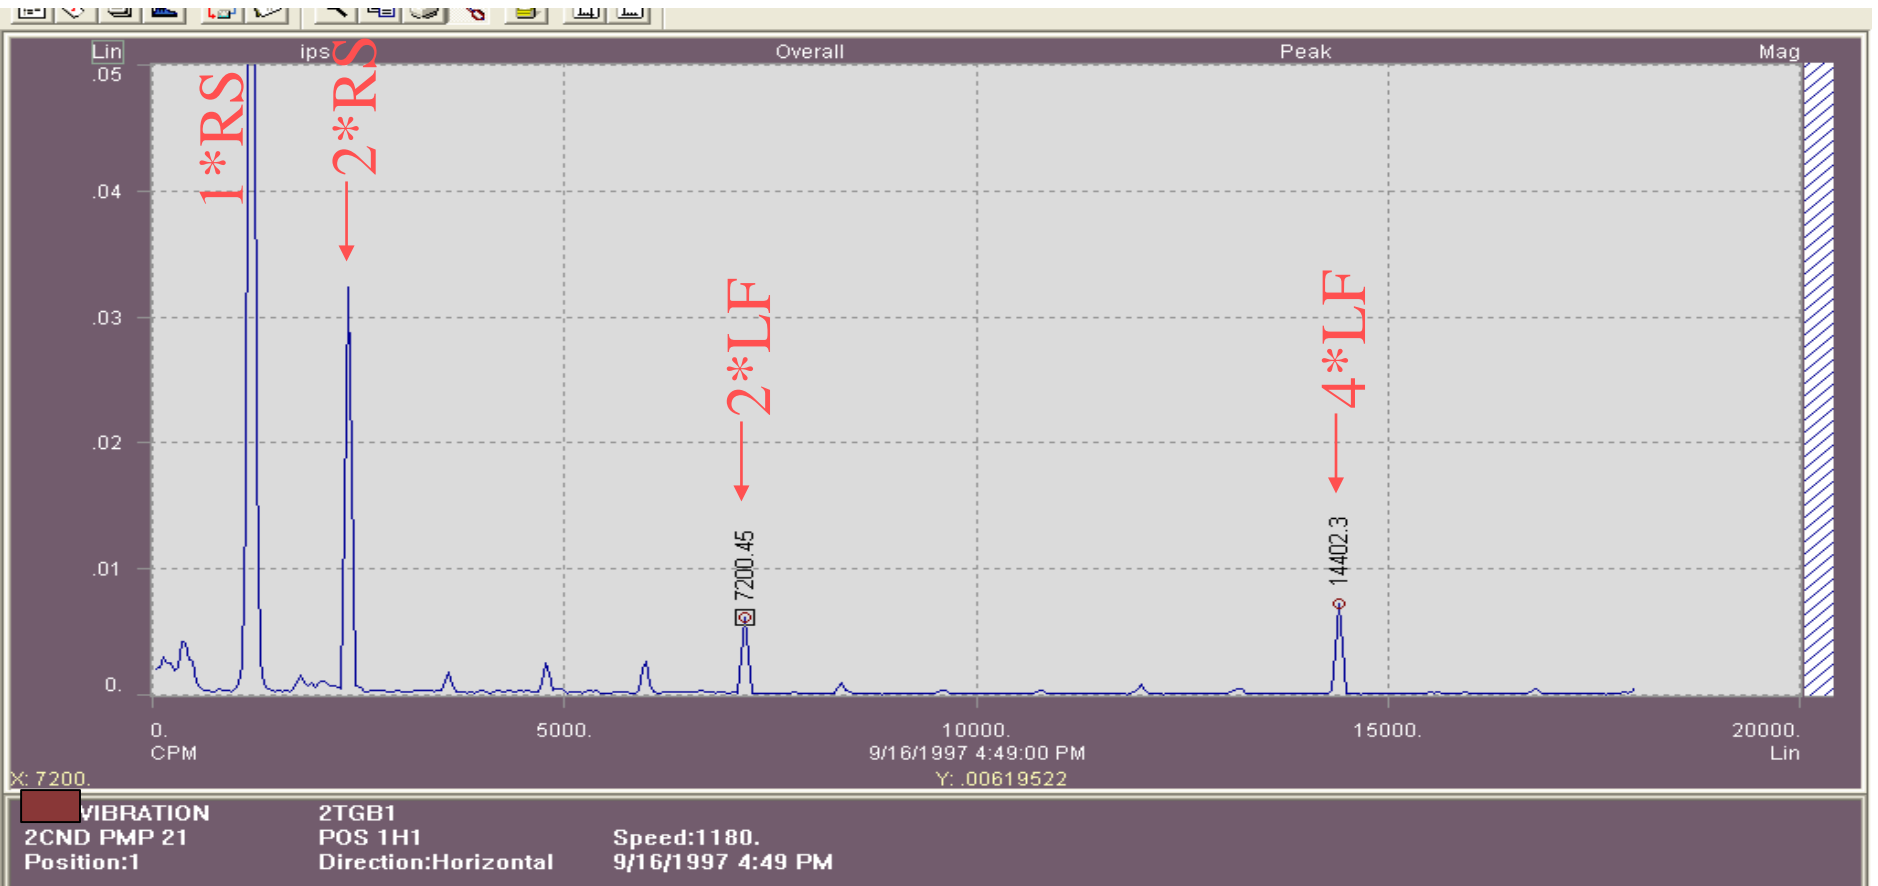 Lin ips Overall Peak Mag
.05
1*RS
2*RS
.04
.03
2*LF
4*LF
.02
7200.45
14402.3
.01
0.
0. 5000. 10000. 15000. 20000.
CPM 9/16/1997 4:49:00 PM Lin
X: 7200. Y: .00619522
VIBRATION 2TGB1
2CND PMP 21 POS 1H1 Speed:1180.
Position:1 Direction:Horizontal 9/16/1997 4:49 PM